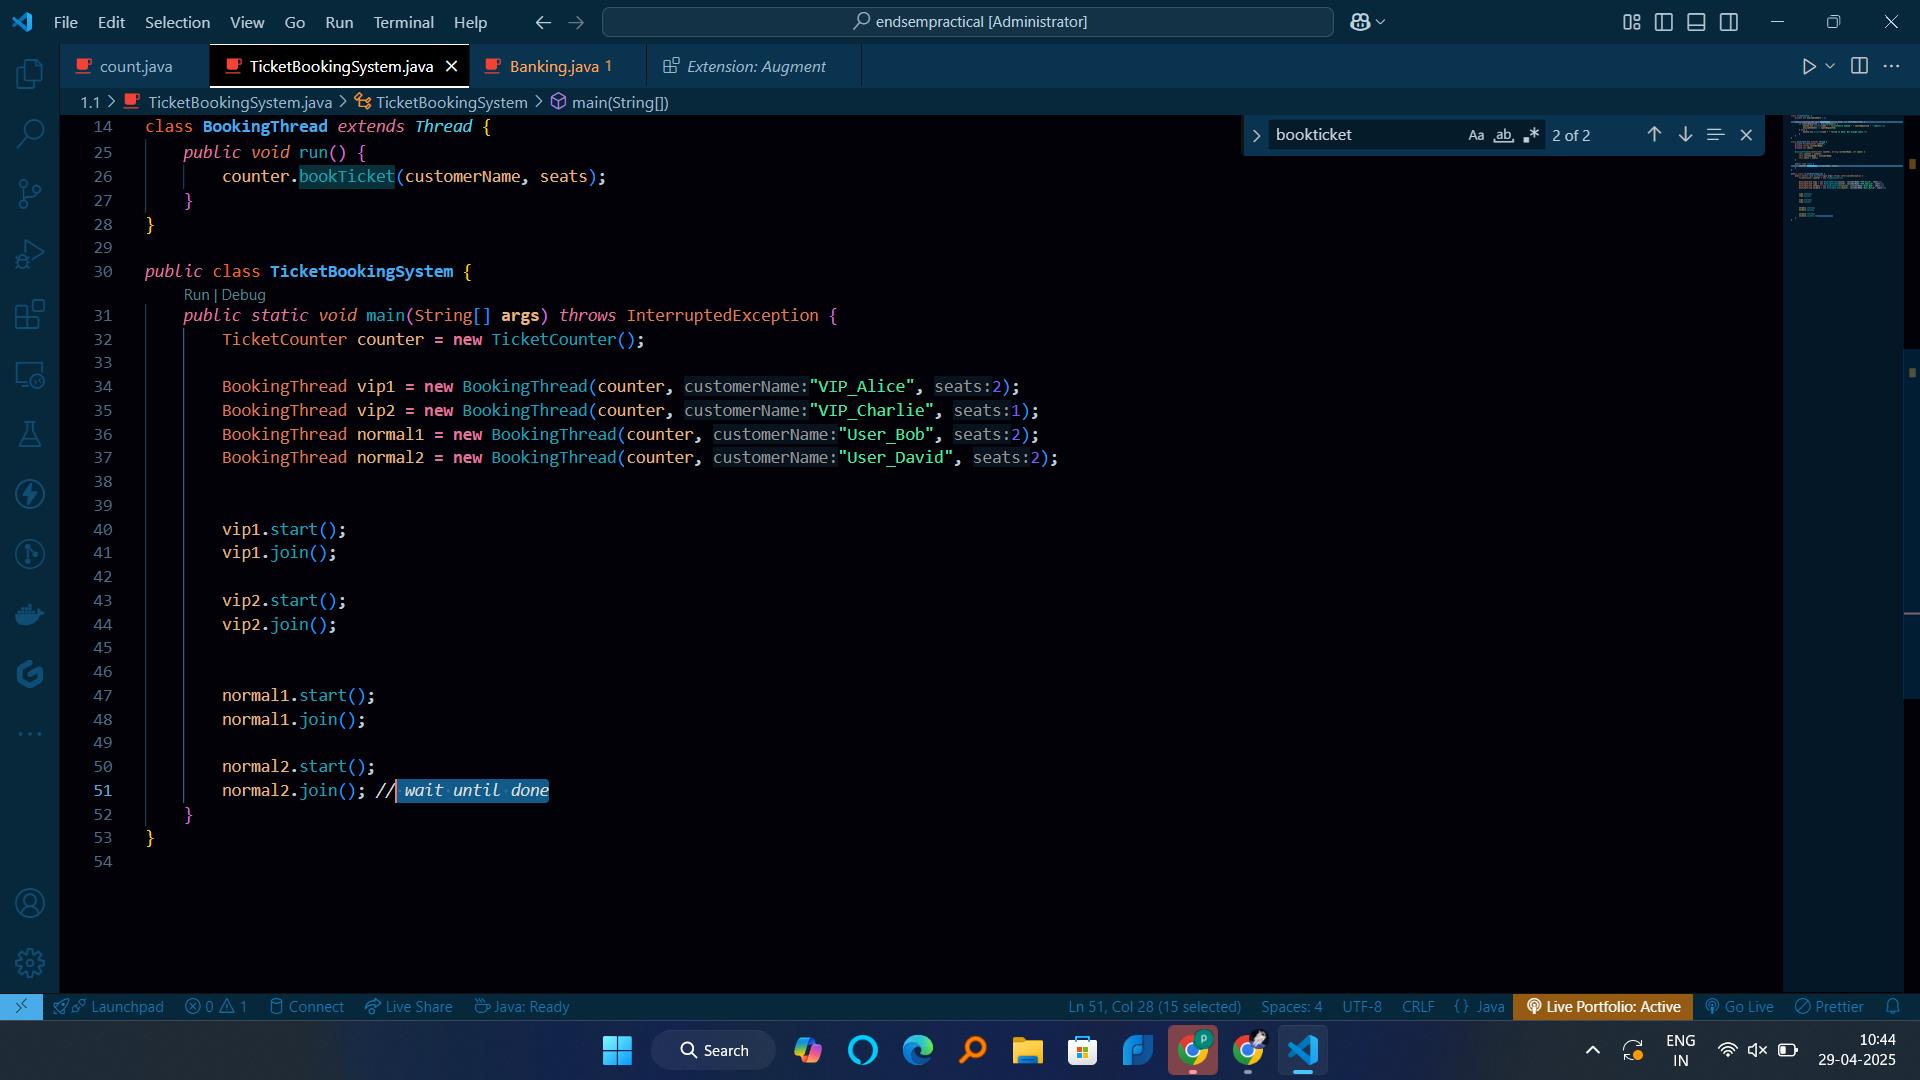 File Edit Selection View Go Run Terminal Help
endsempractical [Administrator]
count.java
TicketBookingSystem.java
Banking.java 1
Extension: Augment
1.1 > TicketBookingSystem.java > TicketBookingSystem > main(String[])
bookticket
Aa ab 2 of 2
14 class BookingThread extends Thread {
25 public void run() {
26 counter.bookTicket(customerName, seats);
27 }
28 }
29
30 public class TicketBookingSystem {
Run | Debug
31 public static void main(String[] args) throws InterruptedException {
32 TicketCounter counter = new TicketCounter();
33
34 BookingThread vip1 = new BookingThread(counter, customerName:"VIP_Alice", seats:2);
35 BookingThread vip2 = new BookingThread(counter, customerName:"VIP_Charlie", seats:1);
36 BookingThread normal1 = new BookingThread(counter, customerName:"User_Bob", seats:2);
37 BookingThread normal2 = new BookingThread(counter, customerName:"User_David", seats:2);
38
39
40 vip1.start();
41 vip1.join();
42
43 vip2.start();
44 vip2.join();
45
46
47 normal1.start();
48 normal1.join();
49
50 normal2.start();
51 normal2.join(); // wait until done
52 }
53 }
54
Launchpad 0 1 Connect Live Share Java: Ready
Ln 51, Col 28 (15 selected) Spaces: 4 UTF-8 CRLF {} Java Live Portfolio: Active Go Live Prettier
Search
ENG
IN
10:44
29-04-2025